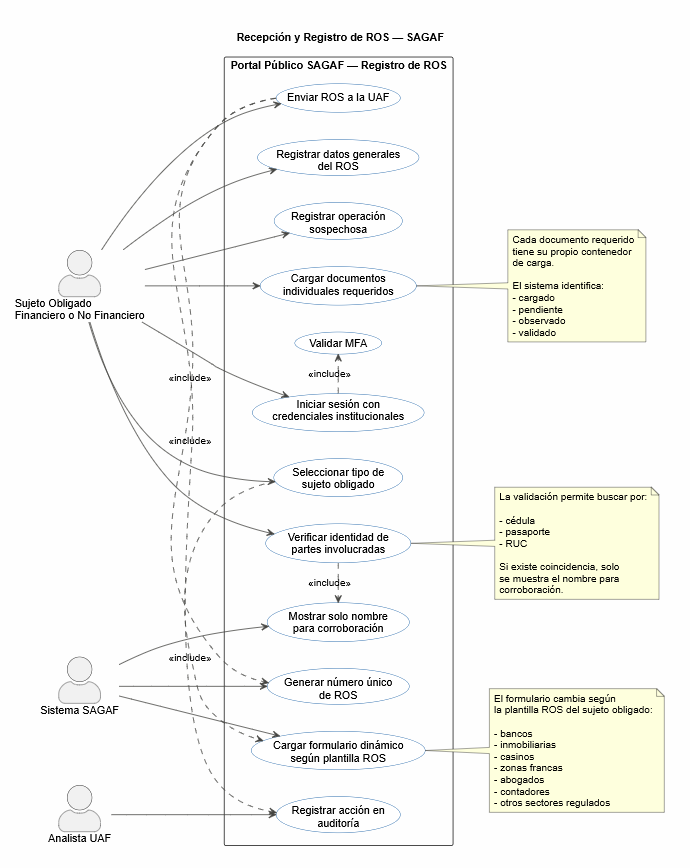 Recepción y Registro de ROS — SAGAF
Portal Público SAGAF — Registro de ROS
Enviar ROS a la UAF
Registrar datos generales
del ROS
Registrar operación
sospechosa
Cada documento requerido
tiene su propio contenedor
de carga.
El sistema identifica:
- cargado
- pendiente
- observado
- validado
Cargar documentos
individuales requeridos
Sujeto Obligado
Financiero o No Financiero
Validar MFA
«include»
«include»
Iniciar sesión con
credenciales institucionales
«include»
Seleccionar tipo de
sujeto obligado
La validación permite buscar por:
- cédula
- pasaporte
- RUC
Si existe coincidencia, solo
se muestra el nombre para
corroboración.
Verificar identidad de
partes involucradas
«include»
Mostrar solo nombre
para corroboración
«include»
Sistema SAGAF
Generar número único
de ROS
El formulario cambia según
la plantilla ROS del sujeto obligado:
- bancos
- inmobiliarias
- casinos
- zonas francas
- abogados
- contadores
- otros sectores regulados
Cargar formulario dinámico
según plantilla ROS
Registrar acción en
auditoría
Analista UAF